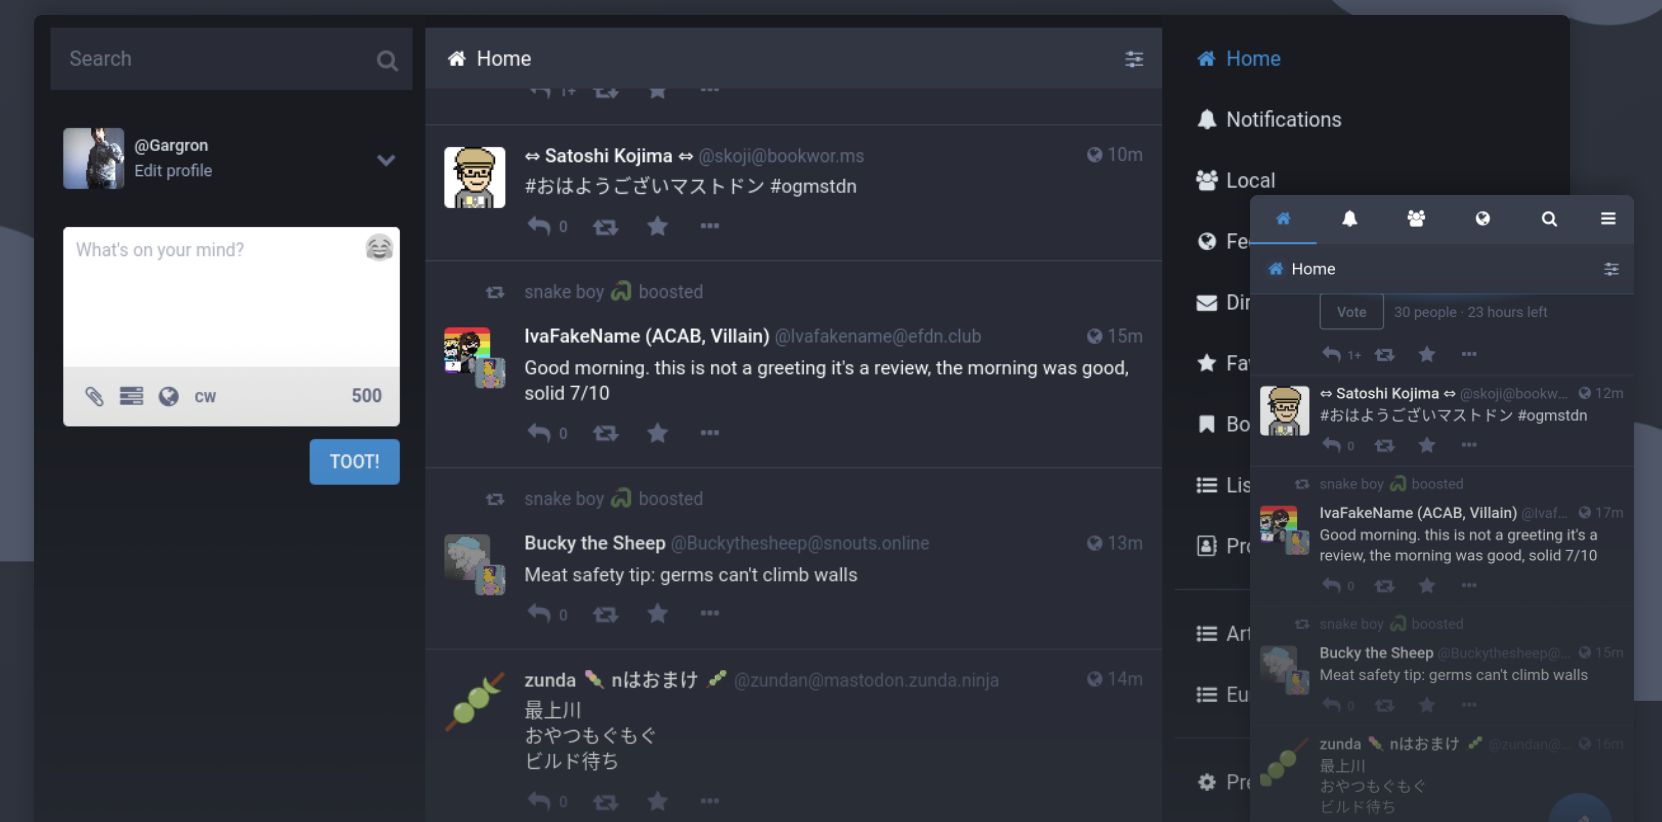 Search
@Gargron
Edit profile
What's on your mind?
CW
500
TOOT!
Home
1+
⇔ Satoshi Kojima ⇔ @skoji@bookwor.ms
10m
#おはようございマストドン #ogmstdn
0
snake boy boosted
IvaFakeName (ACAB, Villain) @Ivafakename@efdn.club
15m
Good morning. this is not a greeting it's a review, the morning was good,
solid 7/10
0
snake boy boosted
Bucky the Sheep @Buckythesheep@snouts.online
13m
Meat safety tip: germs can't climb walls
0
zunda nはおまけ @zundan@mastodon.zunda.ninja
14m
最上川
おやつもぐもぐ
ビルド待ち
0
Home
Notifications
Local
Fe
Dir
Fa
Bo
Lis
Pro
Art
Eu
Pre
Home
Vote
30 people · 23 hours left
1+
⇔ Satoshi Kojima ⇔ @skoji@bookw...
12m
#おはようございマストドン #ogmstdn
0
snake boy boosted
IvaFakeName (ACAB, Villain) @Ivaf...
17m
Good morning. this is not a greeting it's a
review, the morning was good, solid 7/10
0
snake boy boosted
Bucky the Sheep @Buckythesheep@...
15m
Meat safety tip: germs can't climb walls
0
zunda nはおまけ @zundan@...
16m
最上川
おやつもぐもぐ
ビルド待ち